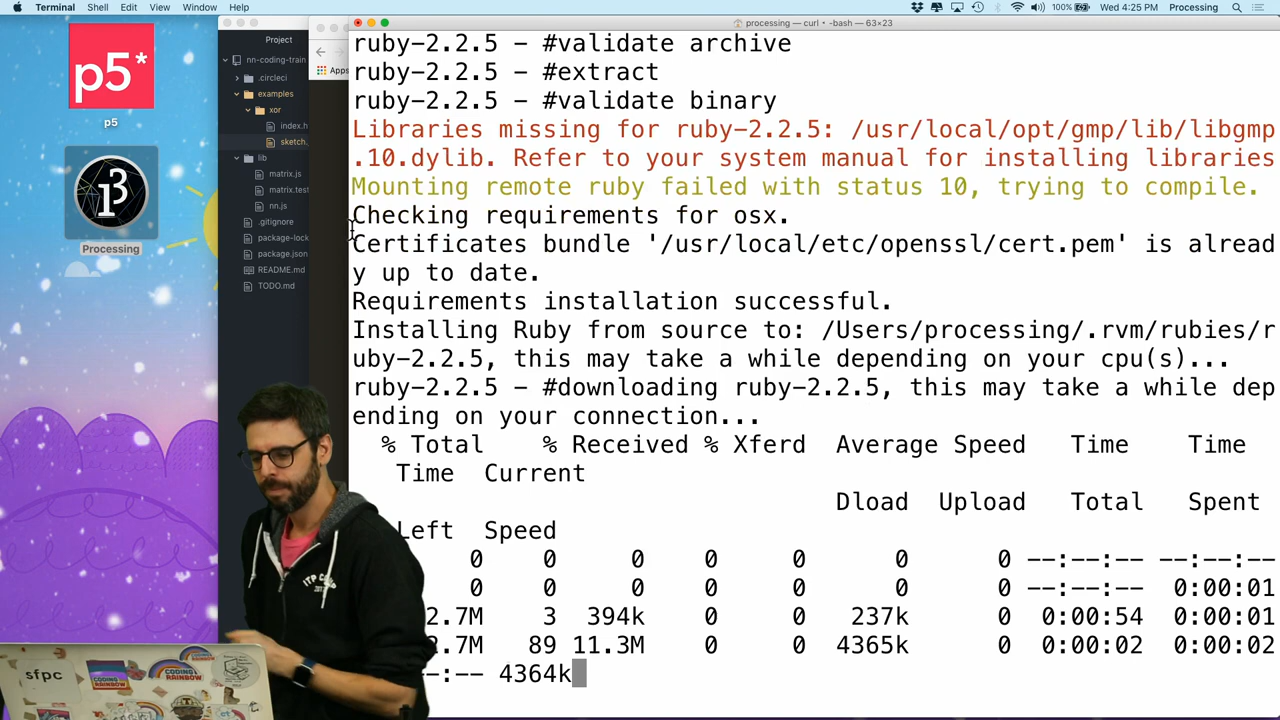 Terminal Shell Edit View Window Help
100% Wed 4:25 PM Processing
processing — curl • -bash — 63×23
Project
nn-coding-train
.circleci
examples
xor
index.h
sketch.
lib
matrix.js
matrix.test
nn.js
.gitignore
package-lock
package.json
README.md
TODO.md
Apps
p5*
p5
Processing
ruby-2.2.5 - #validate archive
ruby-2.2.5 - #extract
ruby-2.2.5 - #validate binary
Libraries missing for ruby-2.2.5: /usr/local/opt/gmp/lib/libgmp
.10.dylib. Refer to your system manual for installing libraries
Mounting remote ruby failed with status 10, trying to compile.
Checking requirements for osx.
Certificates bundle '/usr/local/etc/openssl/cert.pem' is alread
y up to date.
Requirements installation successful.
Installing Ruby from source to: /Users/processing/.rvm/rubies/r
uby-2.2.5, this may take a while depending on your cpu(s)...
ruby-2.2.5 - #downloading ruby-2.2.5, this may take a while dep
ending on your connection...
% Total % Received % Xferd Average Speed Time Time
Time Current
Dload Upload Total Spent
Left Speed
0 0 0 0 0 0 0 --:--:-- --:--:--
0 0 0 0 0 0 0 --:--:-- 0:00:01
2.7M 3 394k 0 0 237k 0 0:00:54 0:00:01
2.7M 89 11.3M 0 0 4365k 0 0:00:02 0:00:02
--:-- 4364k
ITP CAMP
sfpc
CODING RAINBOW